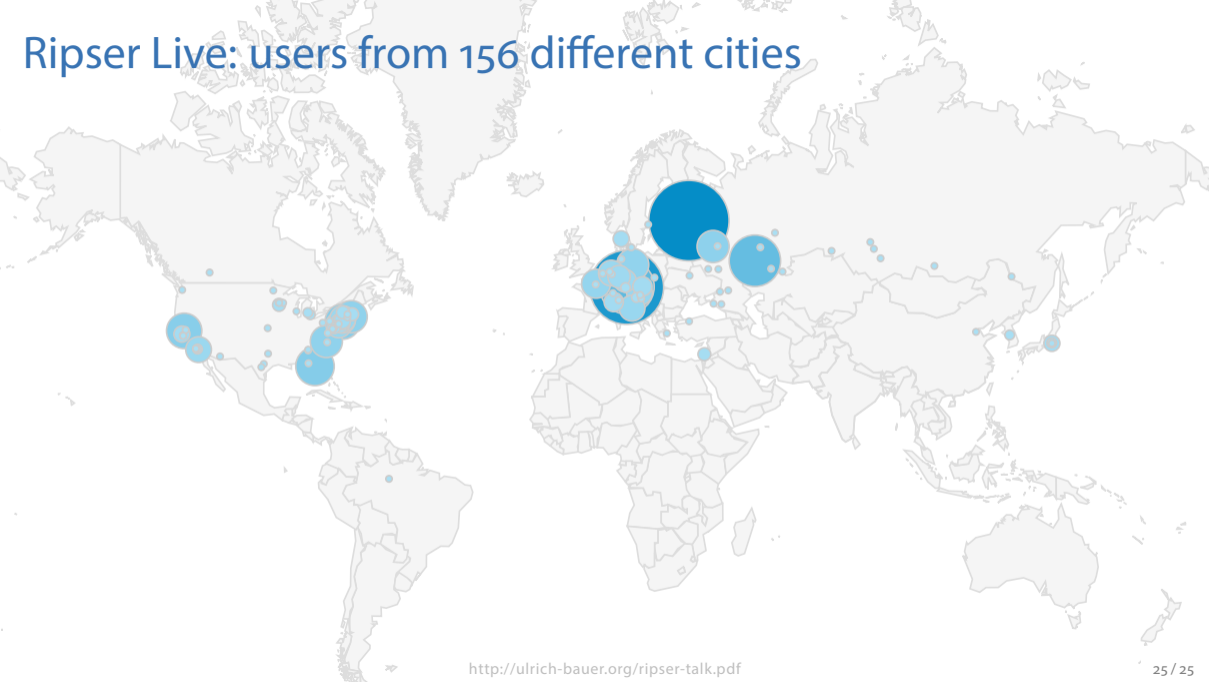 Ripser Live: users from 156 different cities
http://ulrich-bauer.org/ripser-talk.pdf
25 / 25